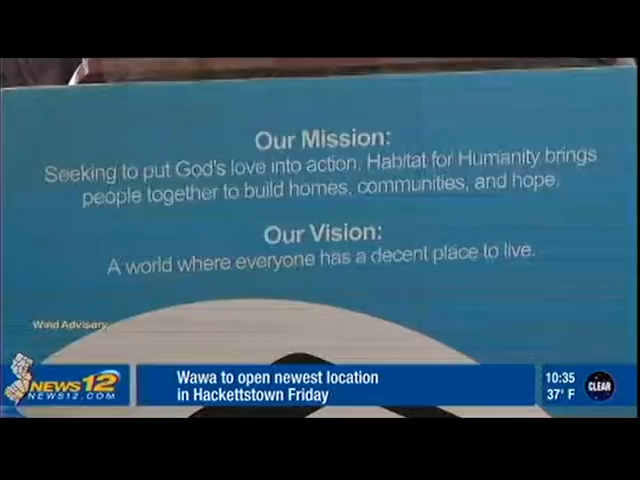 Our Mission:
Seeking to put God's love into action, Habitat for Humanity brings
people together to build homes, communities, and hope.
Our Vision:
A world where everyone has a decent place to live.
Wind Advisory
NEWS 12
NEWS12.COM
Wawa to open newest location
in Hackettstown Friday
10:35
37° F
CLEAR